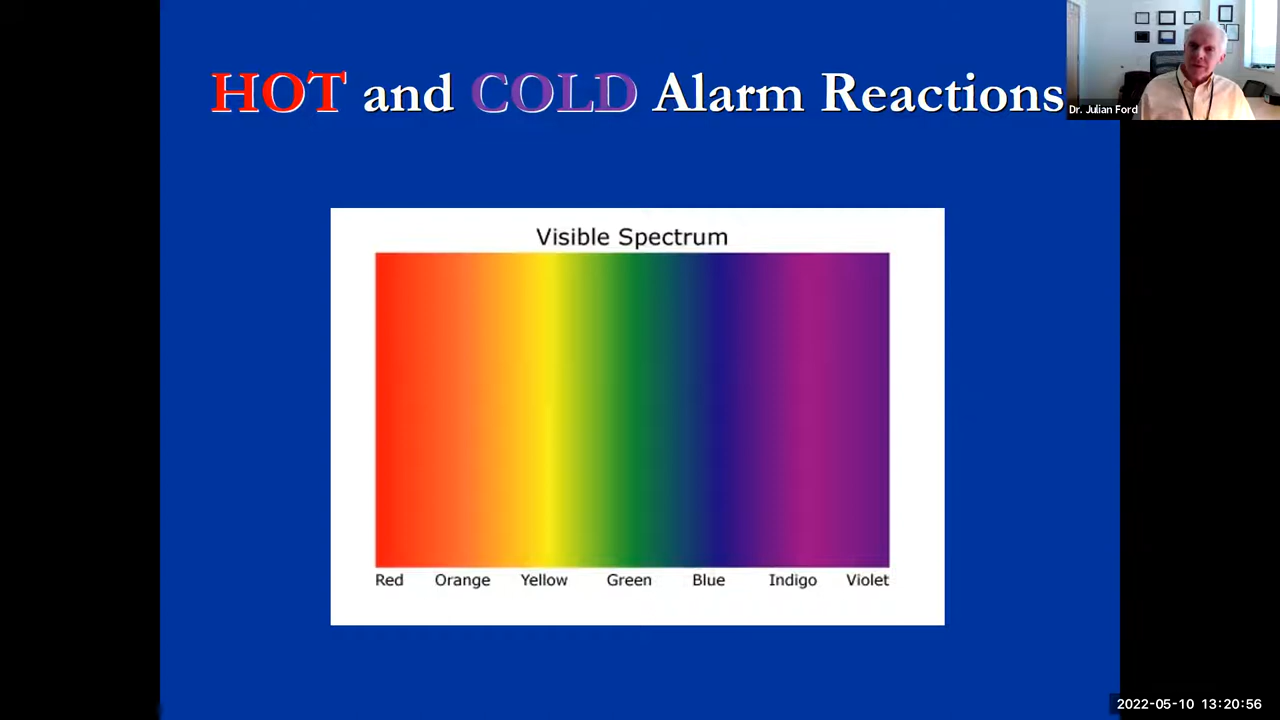 HOT and COLD Alarm Reactions
Dr. Julian Ford
Visible Spectrum
Red Orange Yellow Green Blue Indigo Violet
2022-05-10 13:20:56